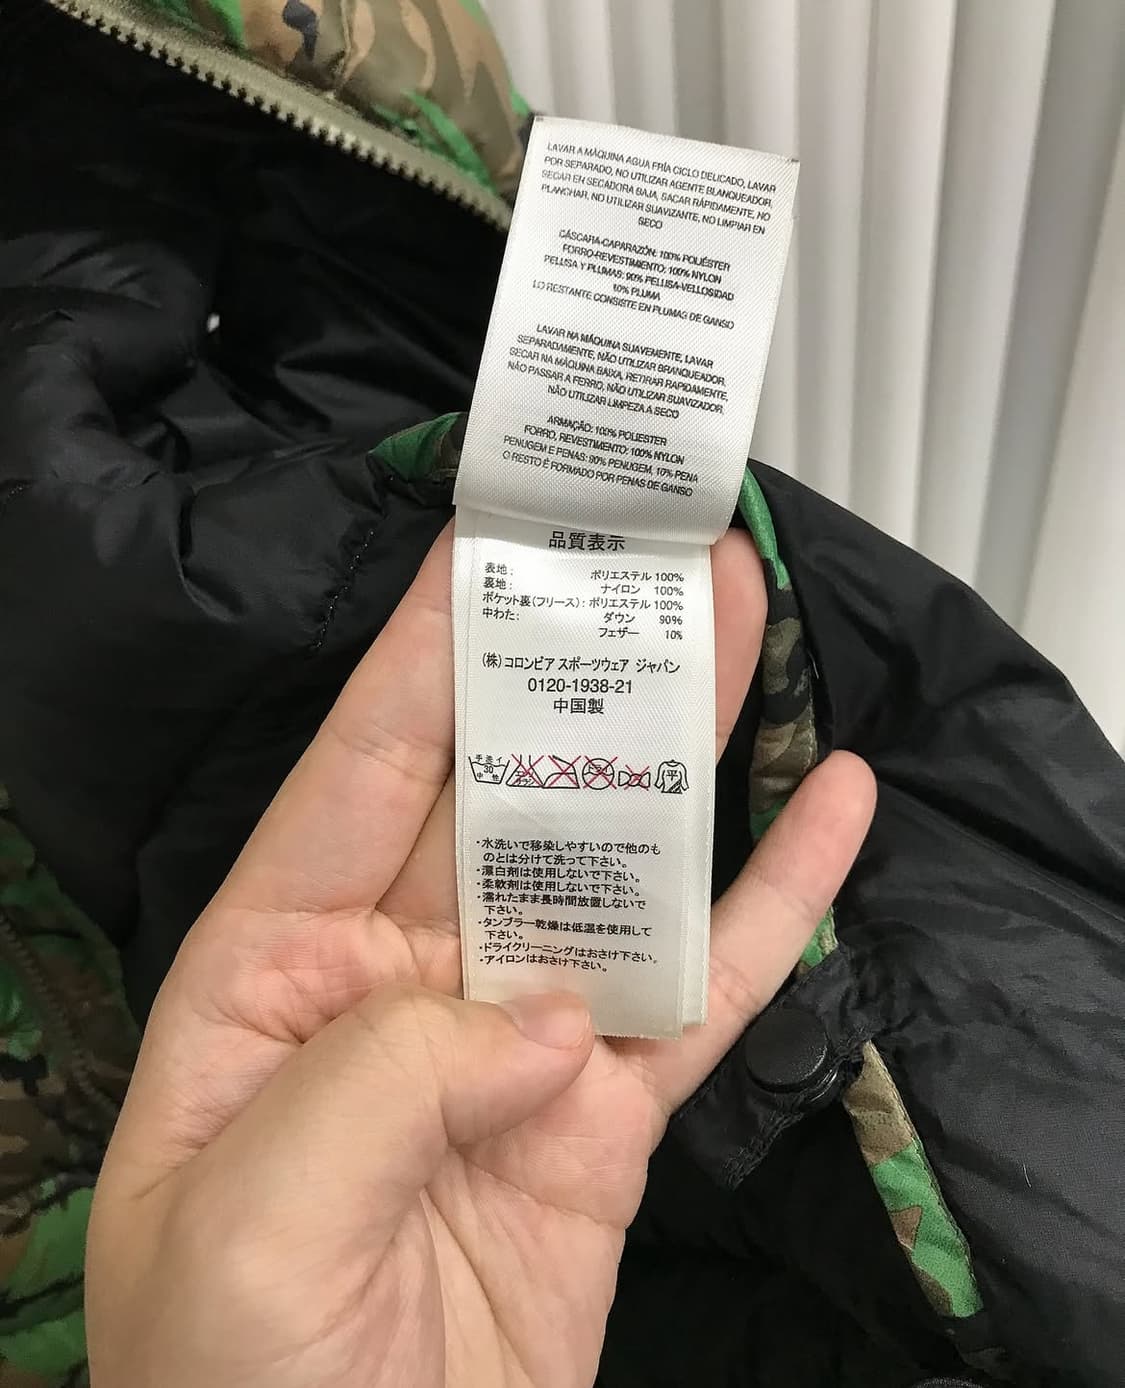 LAVAR A MÁQUINA AGUA FRÍA CICLO DELICADO, LAVAR
POR SEPARADO, NO UTILIZAR AGENTE BLANQUEADOR,
SECAR EN SECADORA BAJA, SACAR RÁPIDAMENTE, NO
PLANCHAR, NO UTILIZAR SUAVIZANTE, NO LIMPIAR EN
SECO
CÁSCARA-CAPARAZÓN: 100% POLIÉSTER
FORRO-REVESTIMIENTO: 100% NYLON
PELUSA Y PLUMAS: 90% PELUSA-VELLOSIDAD
10% PLUMA
LO RESTANTE CONSISTE EN PLUMAS DE GANSO
LAVAR NA MÁQUINA SUAVEMENTE, LAVAR
SEPARADAMENTE, NÃO UTILIZAR BRANQUEADOR,
SECAR NA MÁQUINA BAIXA, RETIRAR RAPIDAMENTE,
NÃO PASSAR A FERRO, NÃO UTILIZAR SUAVIZADOR,
NÃO UTILIZAR LIMPEZA A SECO
ARMAÇÃO: 100% POLIESTER
FORRO, REVESTIMENTO: 100% NYLON
PENUGEM E PENAS: 90% PENUGEM, 10% PENA
O RESTO É FORMADO POR PENAS DE GANSO
品質表示
表地: ポリエステル 100%
裏地: ナイロン 100%
ポケット裏(フリース): ポリエステル 100%
中わた: ダウン 90%
フェザー 10%
(株)コロンビア スポーツウェア ジャパン
0120-1938-21
中国製
手洗イ
30
中性
平
・水洗いで移染しやすいので他のも
のとは分けて洗って下さい。
・漂白剤は使用しないで下さい。
・柔軟剤は使用しないで下さい。
・濡れたまま長時間放置しないで
下さい。
・タンブラー乾燥は低温を使用して
下さい。
・ドライクリーニングはおさけ下さい。
・アイロンはおさけ下さい。